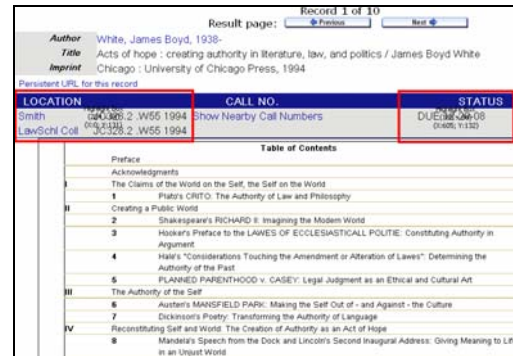 Record 1 of 10
Result page: Previous Next
Author White, James Boyd, 1938-
Title Acts of hope : creating authority in literature, law, and politics / James Boyd White
Imprint Chicago : University of Chicago Press, 1994
Persistent URL for this record
LOCATION CALL NO. STATUS
Smith JC328.2 .W55 1994 Show Nearby Call Numbers DUE
LawSchl Coll JC328.2 .W55 1994
Table of Contents
Preface
Acknowledgments
I The Claims of the World on the Self, the Self on the World
1 Plato's CRITO: The Authority of Law and Philosophy
II Creating a Public World
2 Shakespeare's RICHARD II: Imagining the Modern World
3 Hooker's Preface to the LAWES OF ECCLESIASTICALL POLITIE: Constituting Authority in
Argument
4 Hale's "Considerations Touching the Amendment or Alteration of Lawes": Determining the
Authority of the Past
5 PLANNED PARENTHOOD v. CASEY: Legal Judgment as an Ethical and Cultural Art
III The Authority of the Self
6 Austen's MANSFIELD PARK: Making the Self Out of - and Against - the Culture
7 Dickinson's Poetry: Transforming the Authority of Language
IV Reconstituting Self and World: The Creation of Authority as an Act of Hope
8 Mandela's Speech from the Dock and Lincoln's Second Inaugural Address: Giving Meaning to Life
in an Unjust World